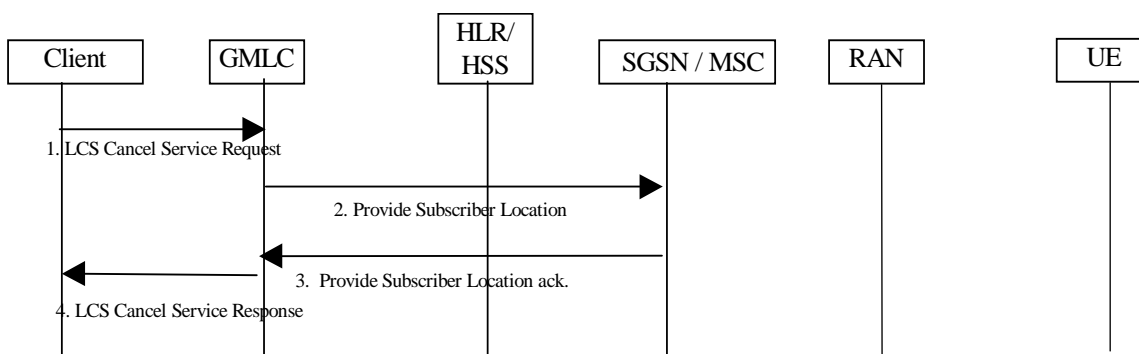 Client
GMLC
HLR/
HSS
SGSN / MSC
RAN
UE
1. LCS Cancel Service Request
2. Provide Subscriber Location
3. Provide Subscriber Location ack.
4. LCS Cancel Service Response